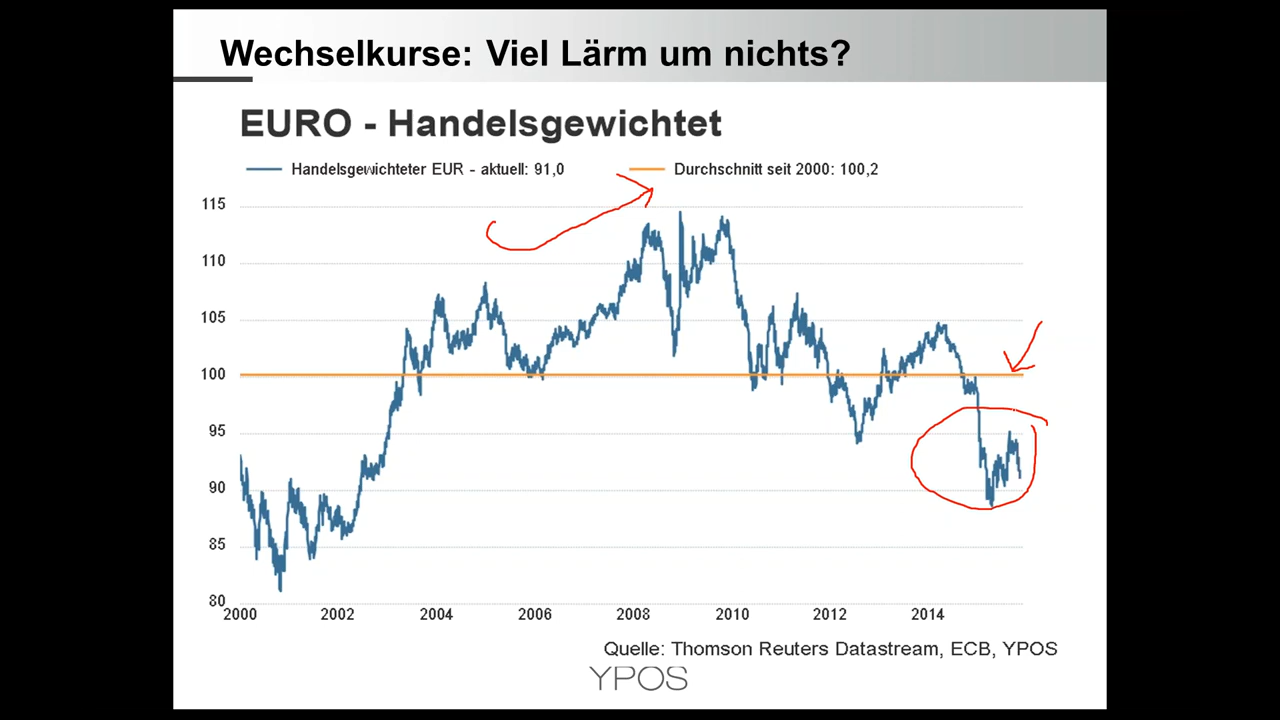 Wechselkurse: Viel Lärm um nichts?
EURO - Handelsgewichtet
Handelsgewichteter EUR - aktuell: 91,0 Durchschnitt seit 2000: 100,2
115
110
105
100
95
90
85
80
2000 2002 2004 2006 2008 2010 2012 2014
Quelle: Thomson Reuters Datastream, ECB, YPOS
YPOS